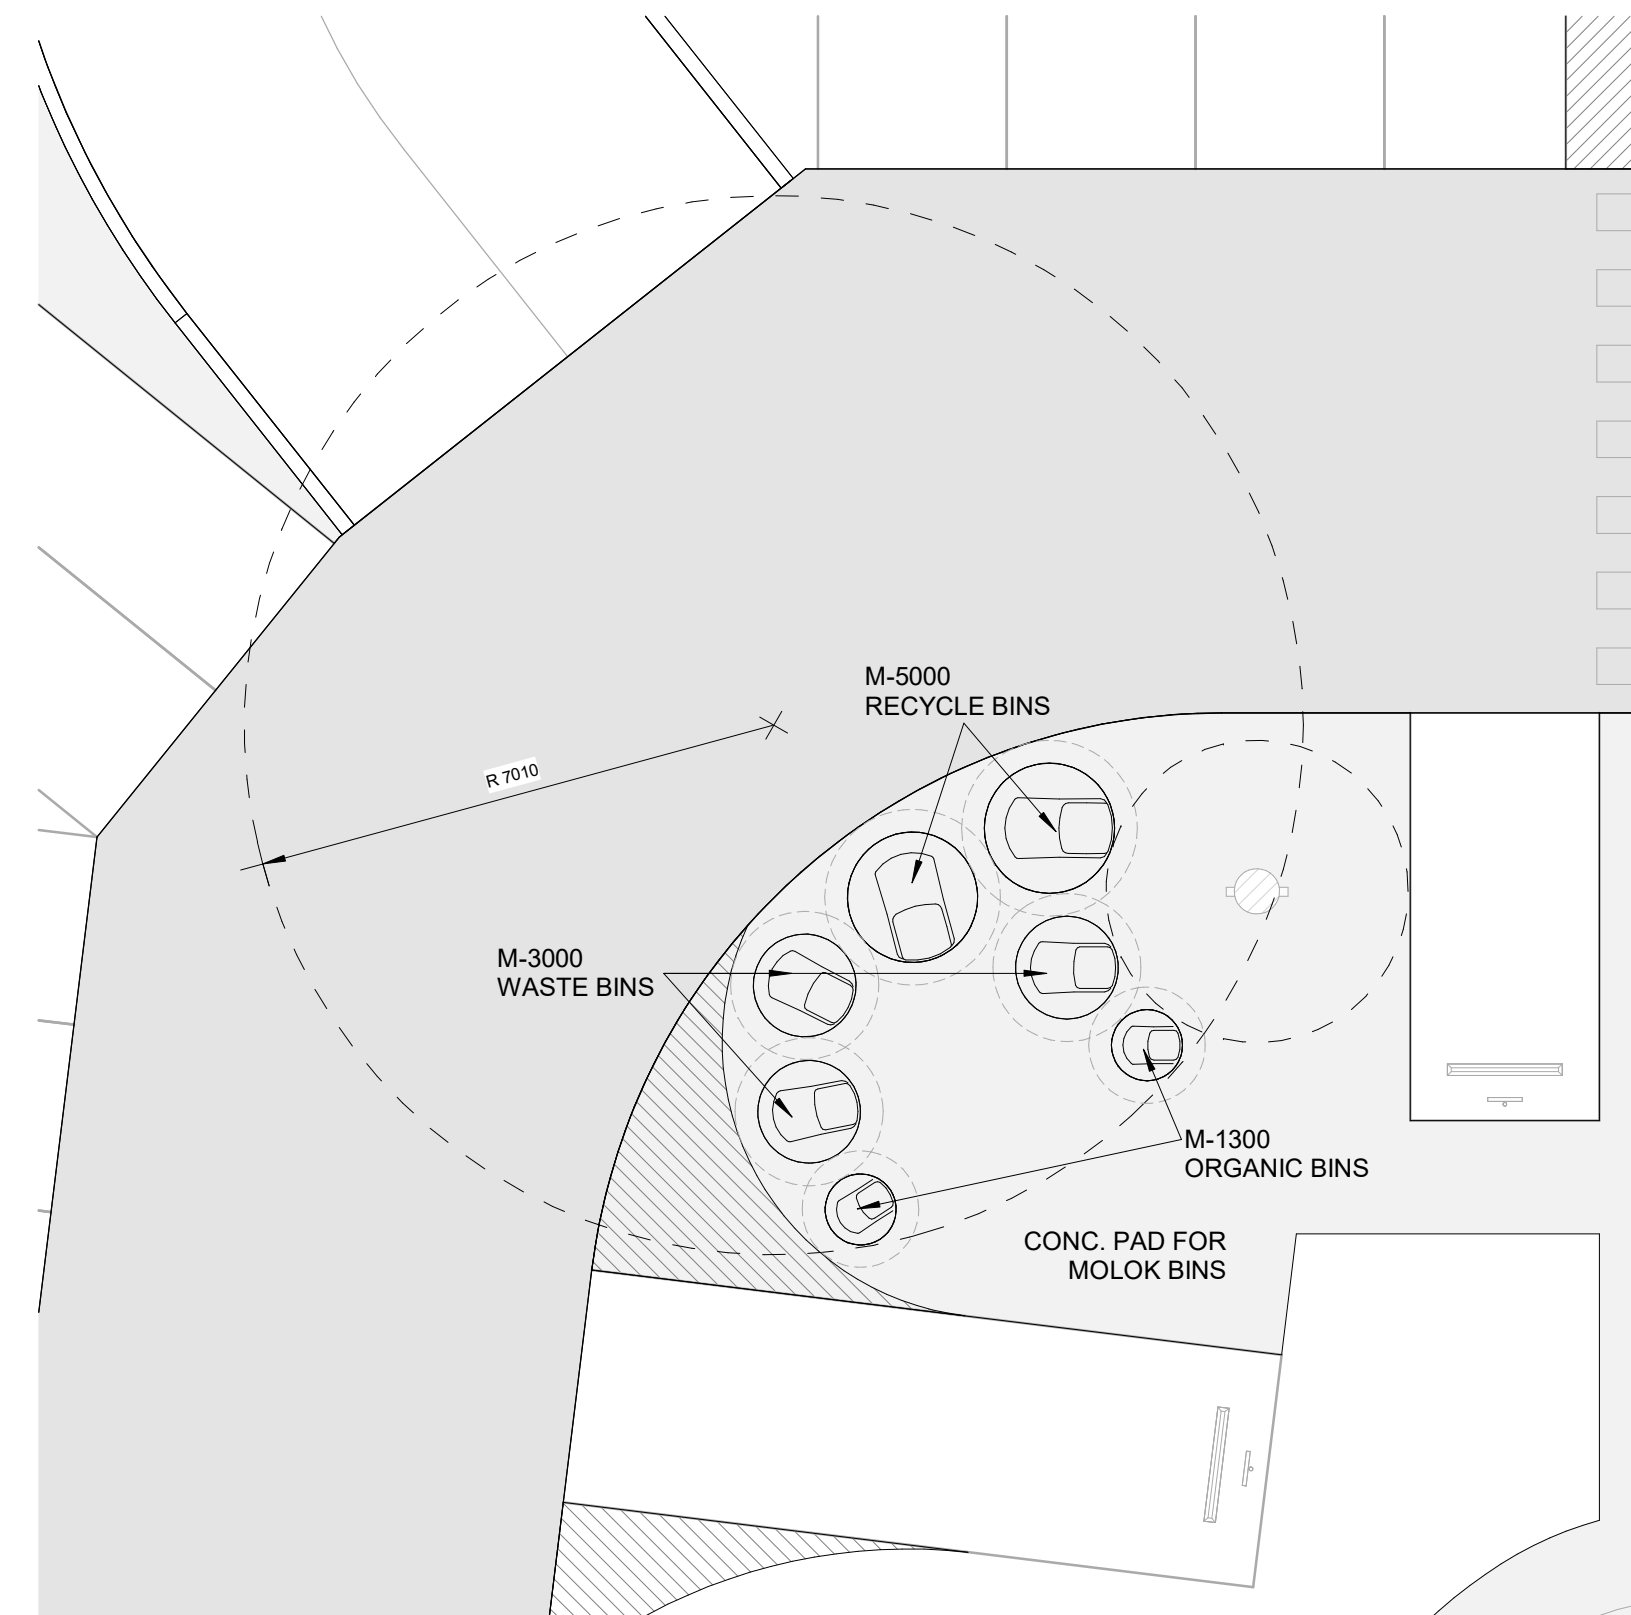 M-5000
RECYCLE BINS
R 7010
M-3000
WASTE BINS
M-1300
ORGANIC BINS
CONC. PAD FOR
MOLOK BINS